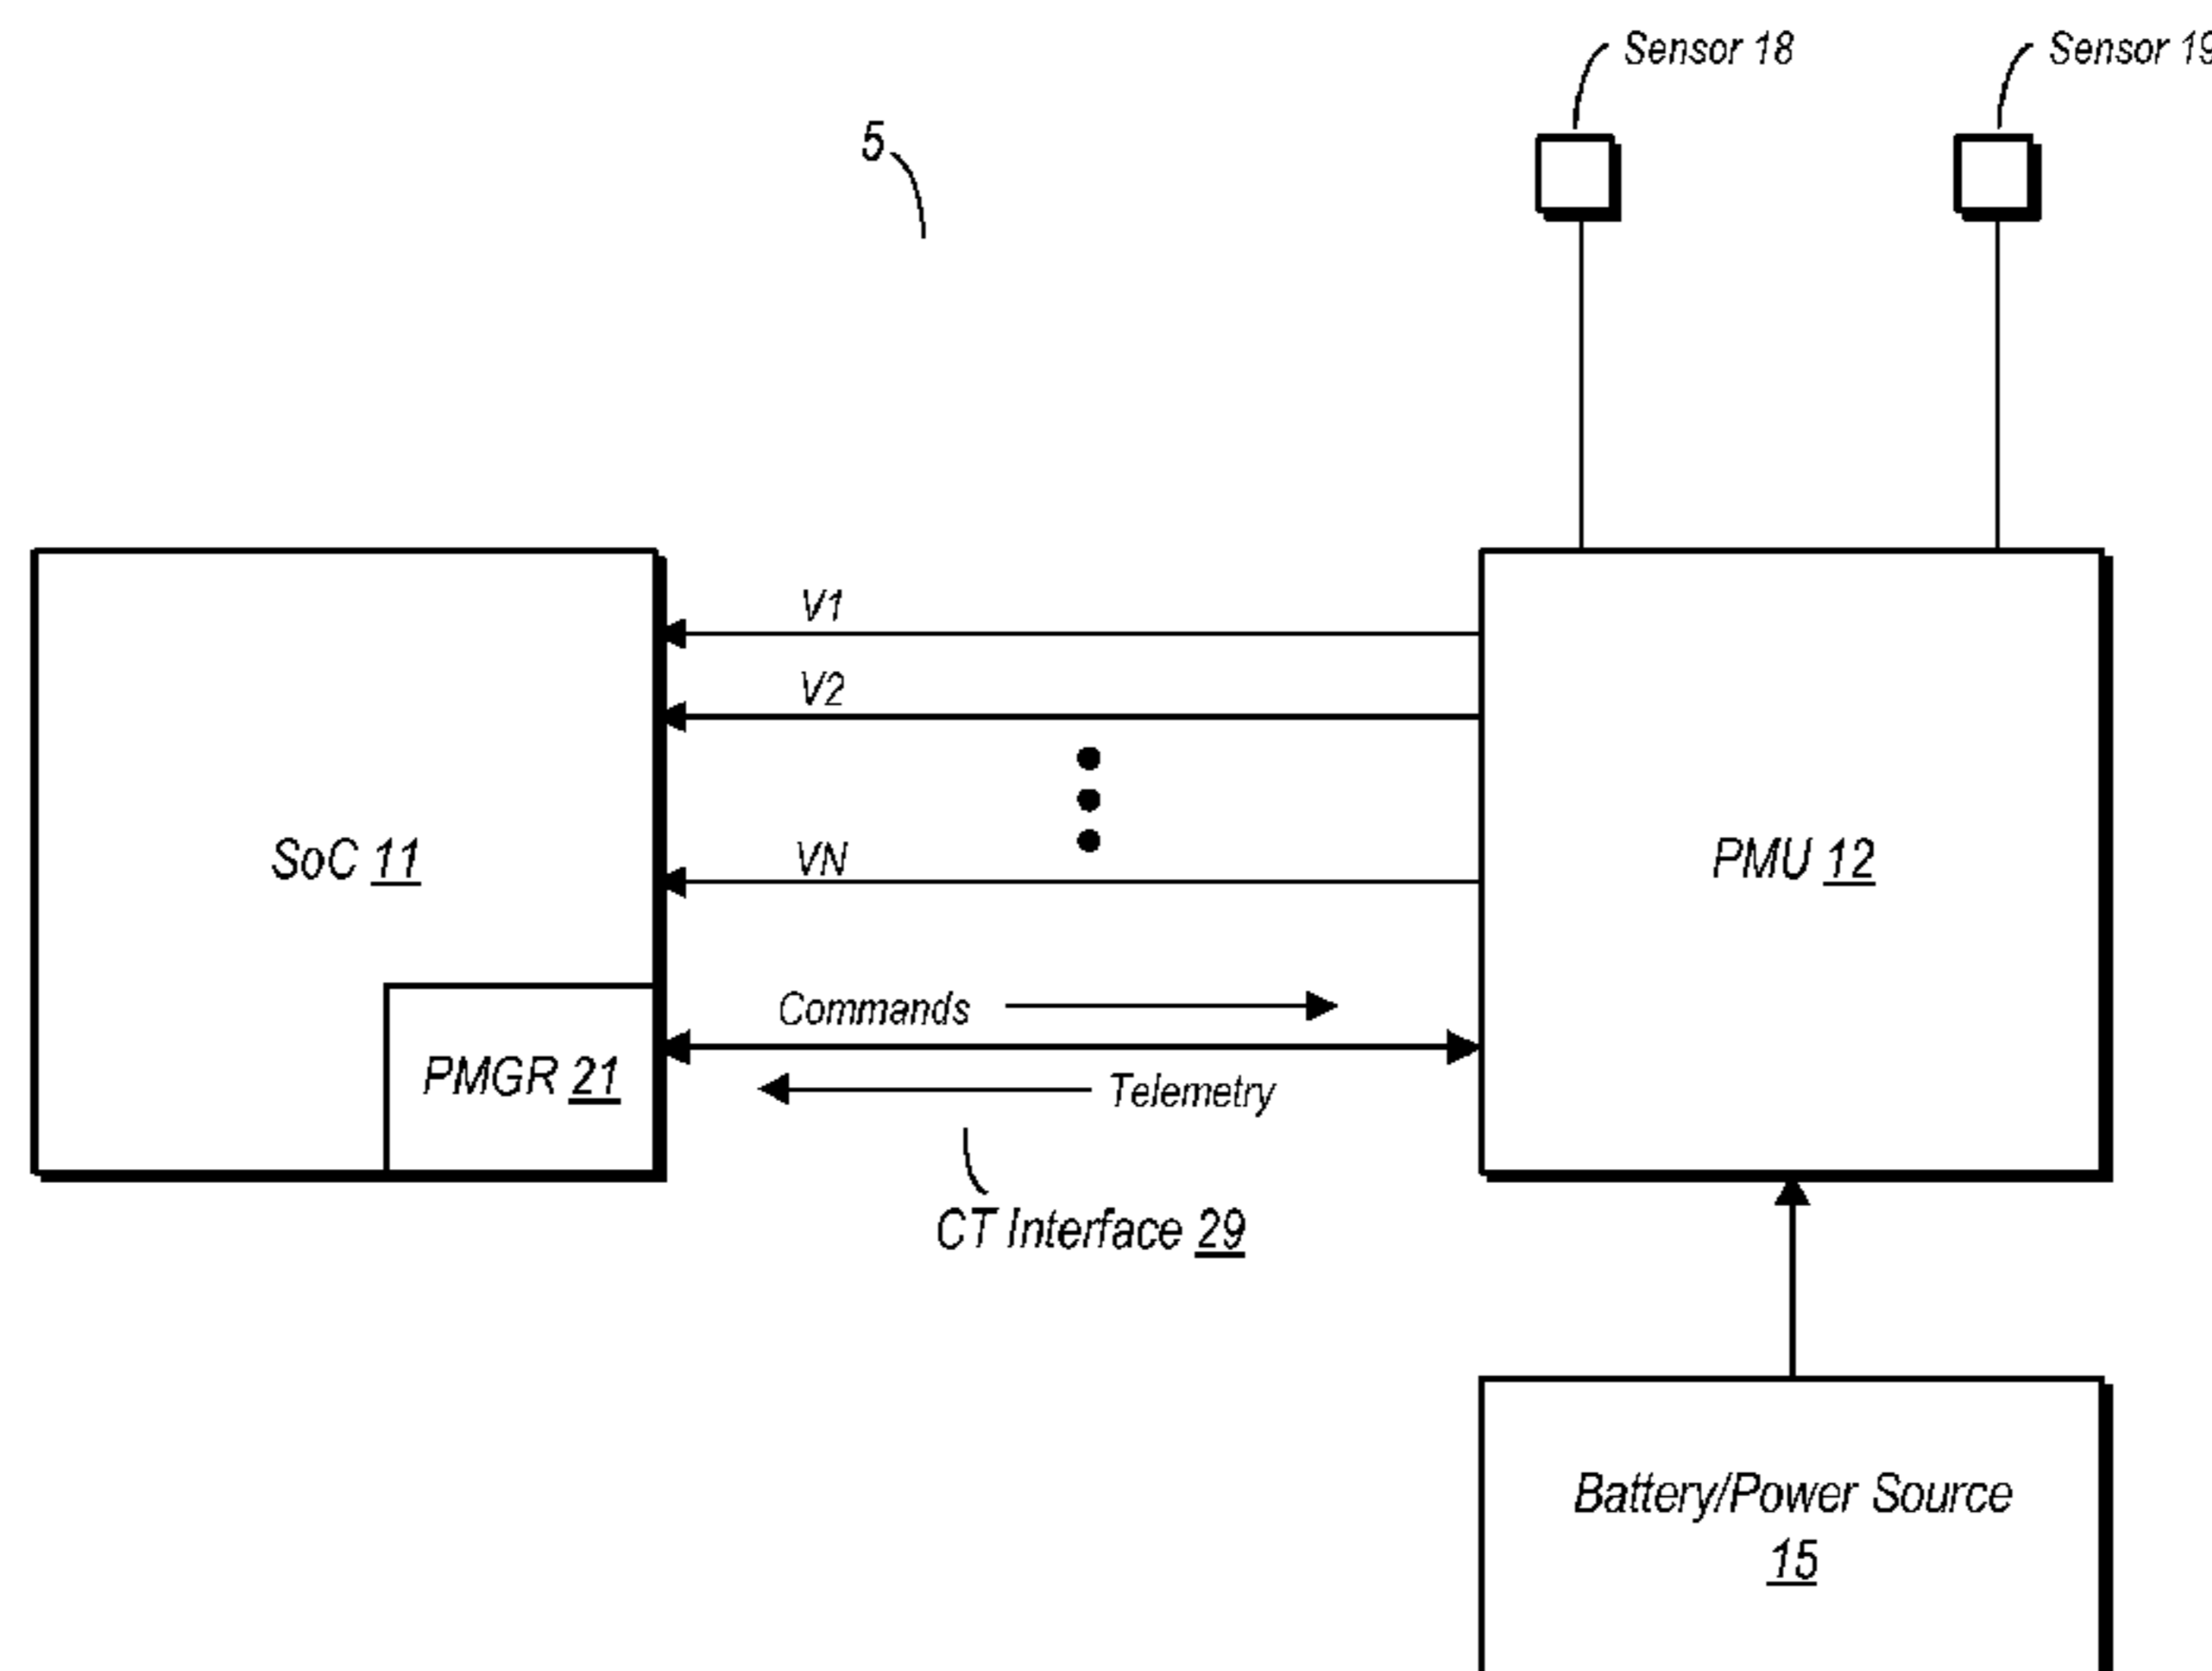 Sensor 18
Sensor 19
5
V1
V2
VN
SoC 11
PMU 12
Commands
PMGR 21
Telemetry
CT Interface 29
Battery/Power Source
15